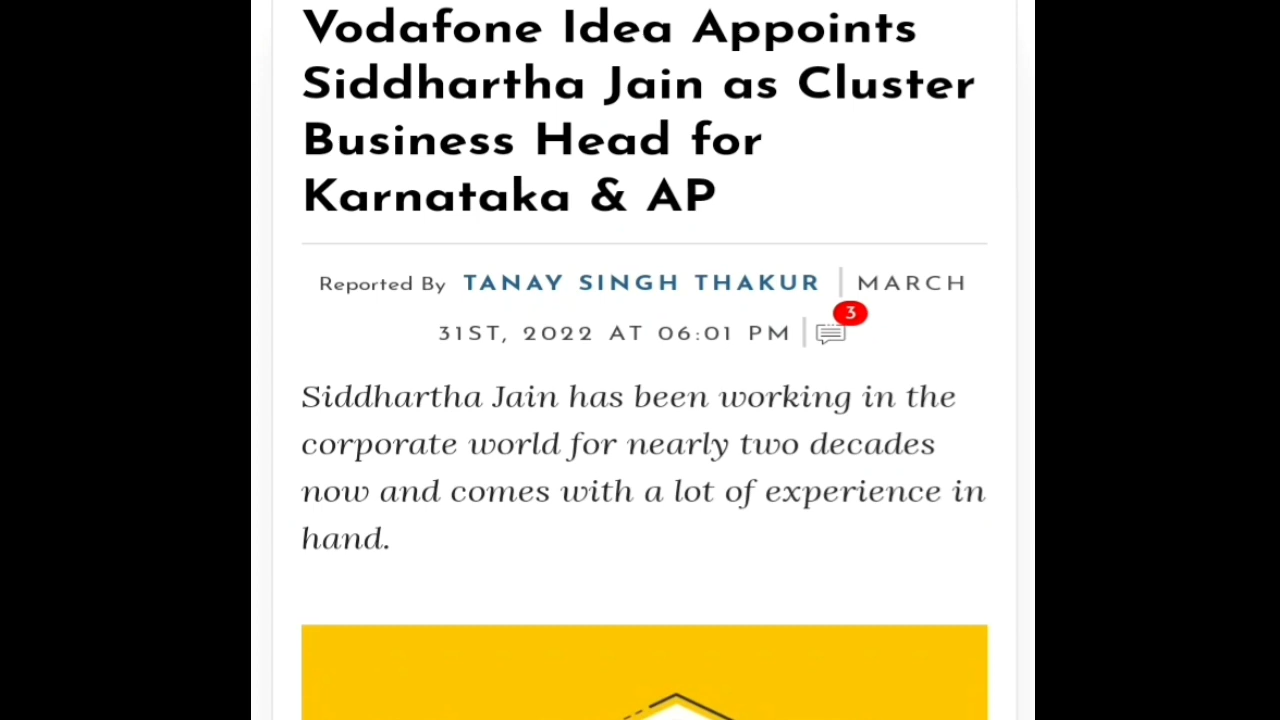 Vodafone Idea Appoints
Siddhartha Jain as Cluster
Business Head for
Karnataka & AP
Reported By TANAY SINGH THAKUR | MARCH
31ST, 2022 AT 06:01 PM | 3
Siddhartha Jain has been working in the
corporate world for nearly two decades
now and comes with a lot of experience in
hand.